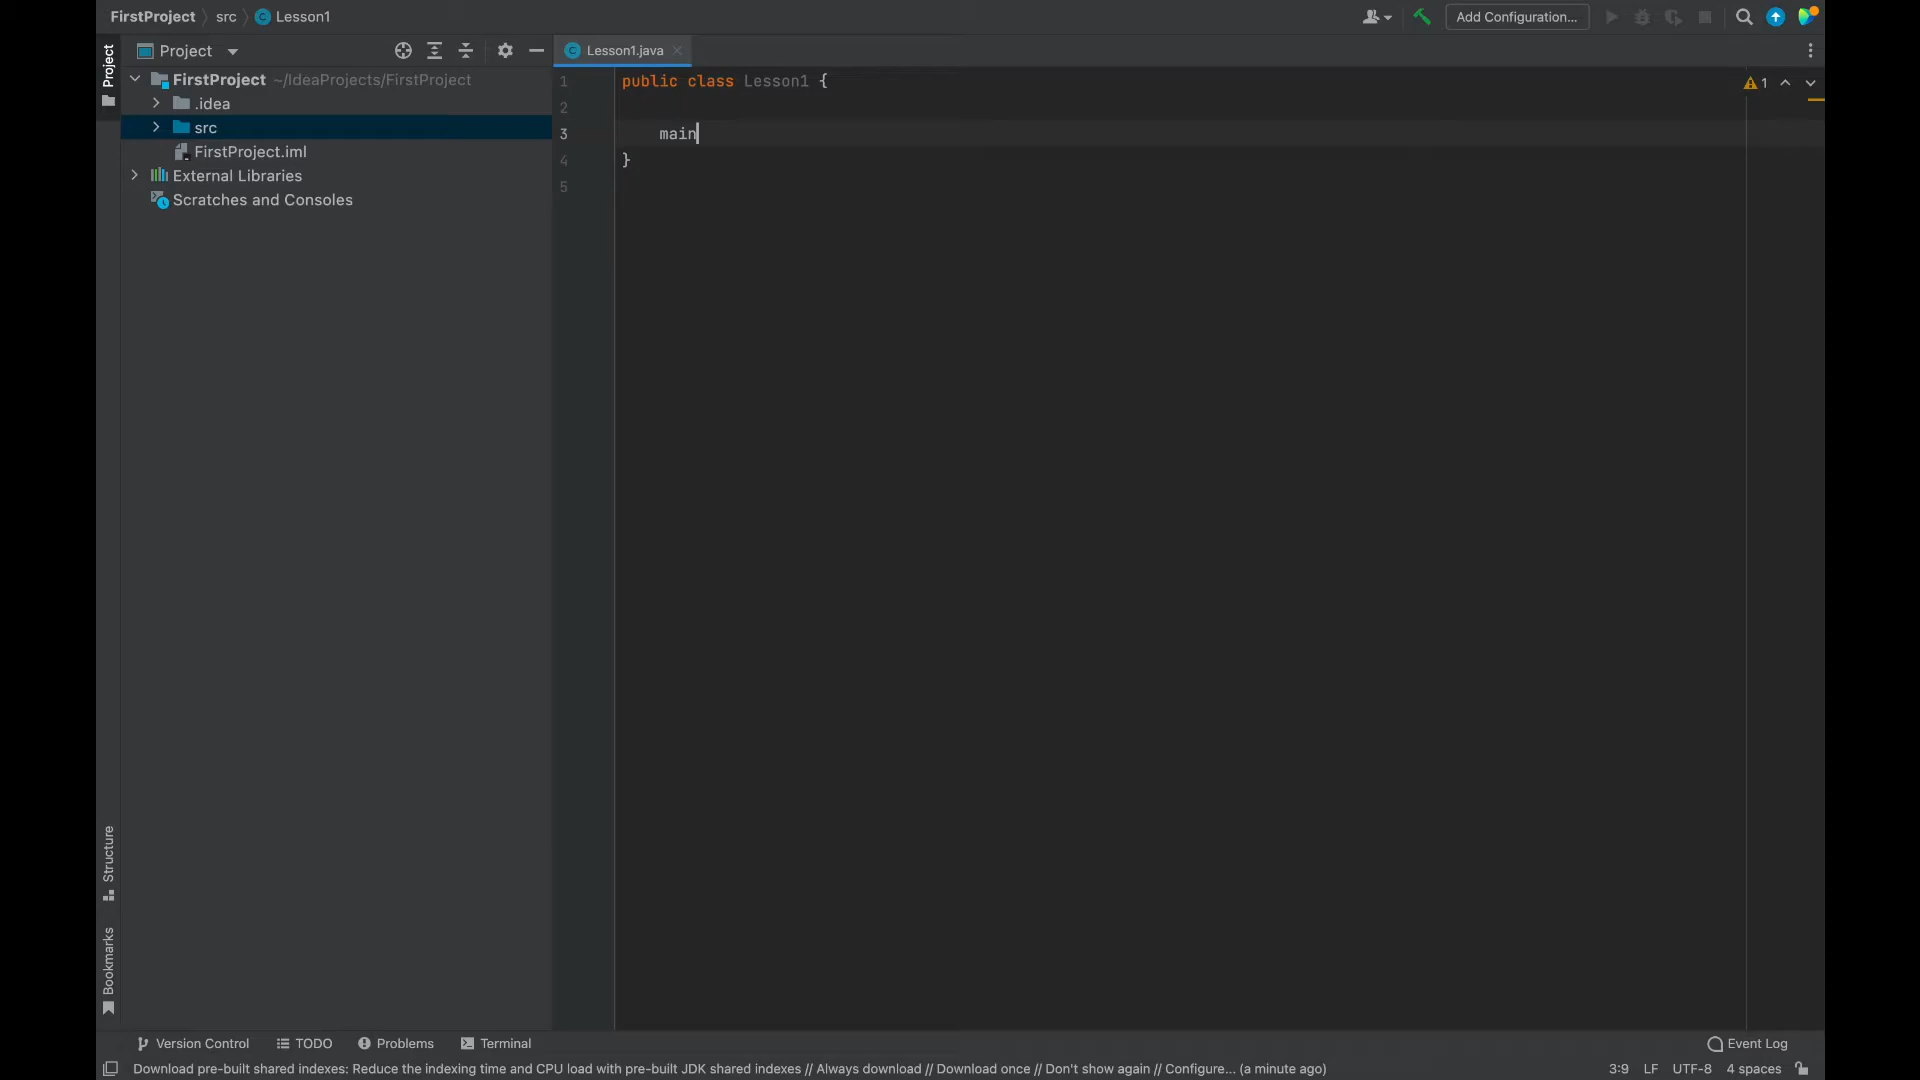 FirstProject src Lesson1
Add Configuration...
Project
Project
Lesson1.java
FirstProject ~/IdeaProjects/FirstProject
.idea
src
FirstProject.iml
External Libraries
Scratches and Consoles
1 public class Lesson1 {
2
3 main
4 }
5
1
Structure
Bookmarks
Version Control TODO Problems Terminal Event Log
Download pre-built shared indexes: Reduce the indexing time and CPU load with pre-built JDK shared indexes // Always download // Download once // Don't show again // Configure... (a minute ago) 3:9 LF UTF-8 4 spaces